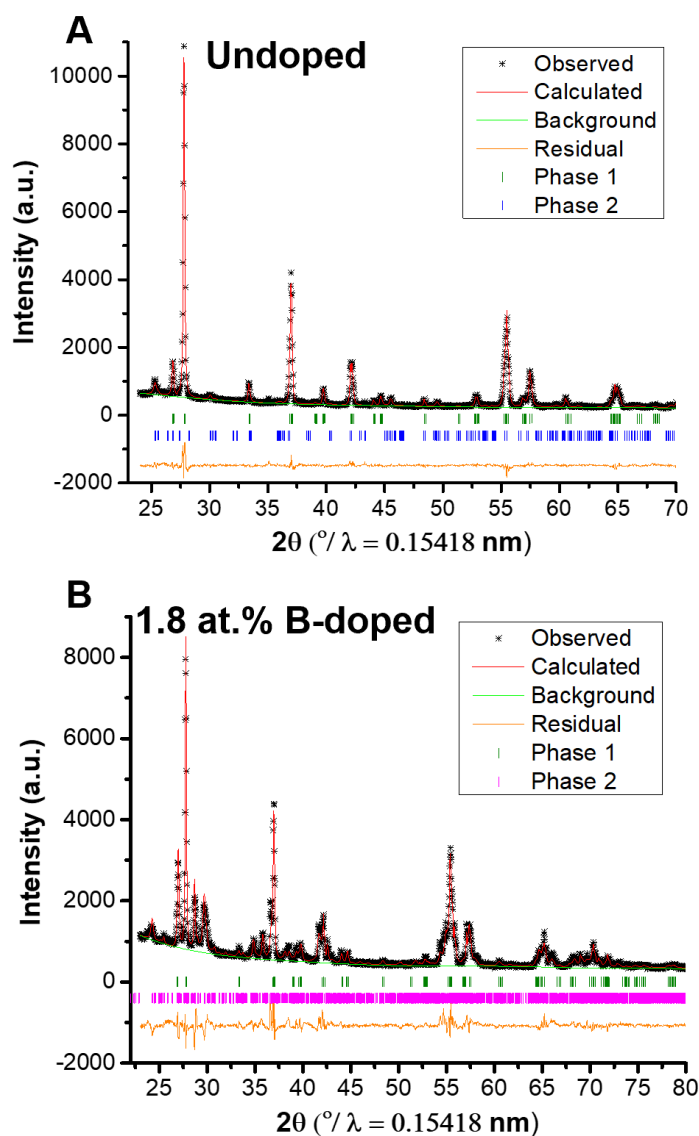 A
Undoped
Observed
Calculated
Background
Residual
Phase 1
Phase 2
Intensity (a.u.)
10000
8000
6000
4000
2000
0
-2000
25 30 35 40 45 50 55 60 65 70
2θ (°/ λ = 0.15418 nm)
B
1.8 at.% B-doped
Observed
Calculated
Background
Residual
Phase 1
Phase 2
Intensity (a.u.)
8000
6000
4000
2000
0
-2000
25 30 35 40 45 50 55 60 65 70 75 80
2θ (°/ λ = 0.15418 nm)